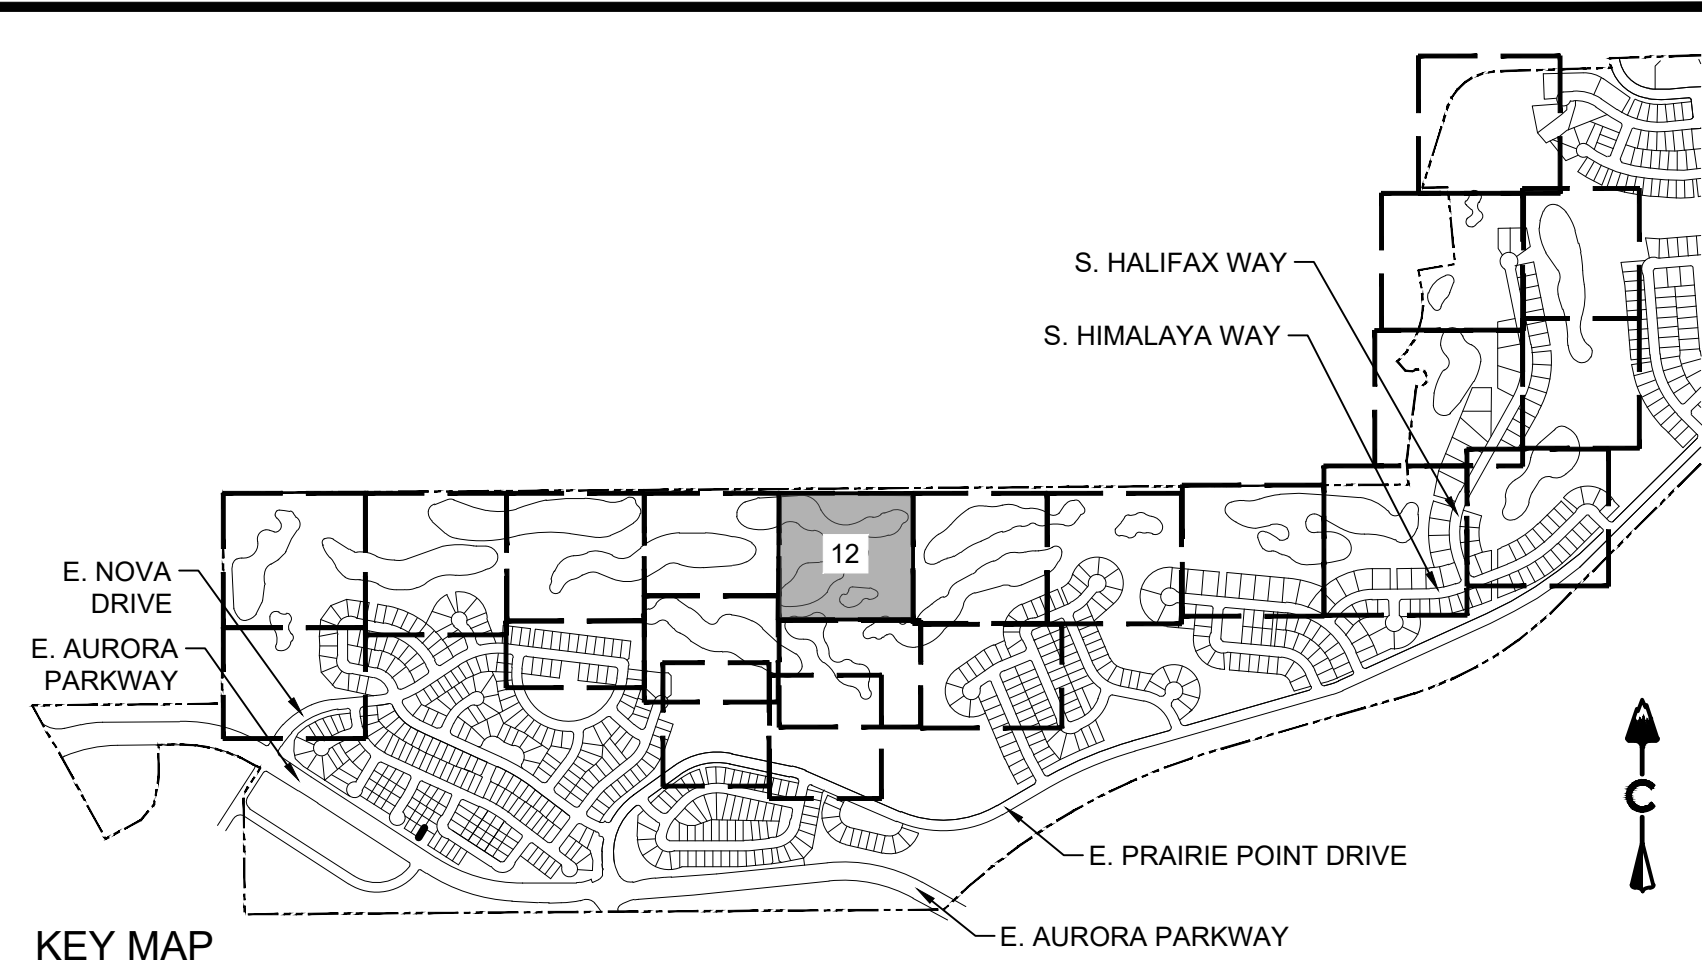 S. HALIFAX WAY
S. HIMALAYA WAY
12
E. NOVA
DRIVE
E. AURORA
PARKWAY
E. PRAIRIE POINT DRIVE
E. AURORA PARKWAY
KEY MAP
C